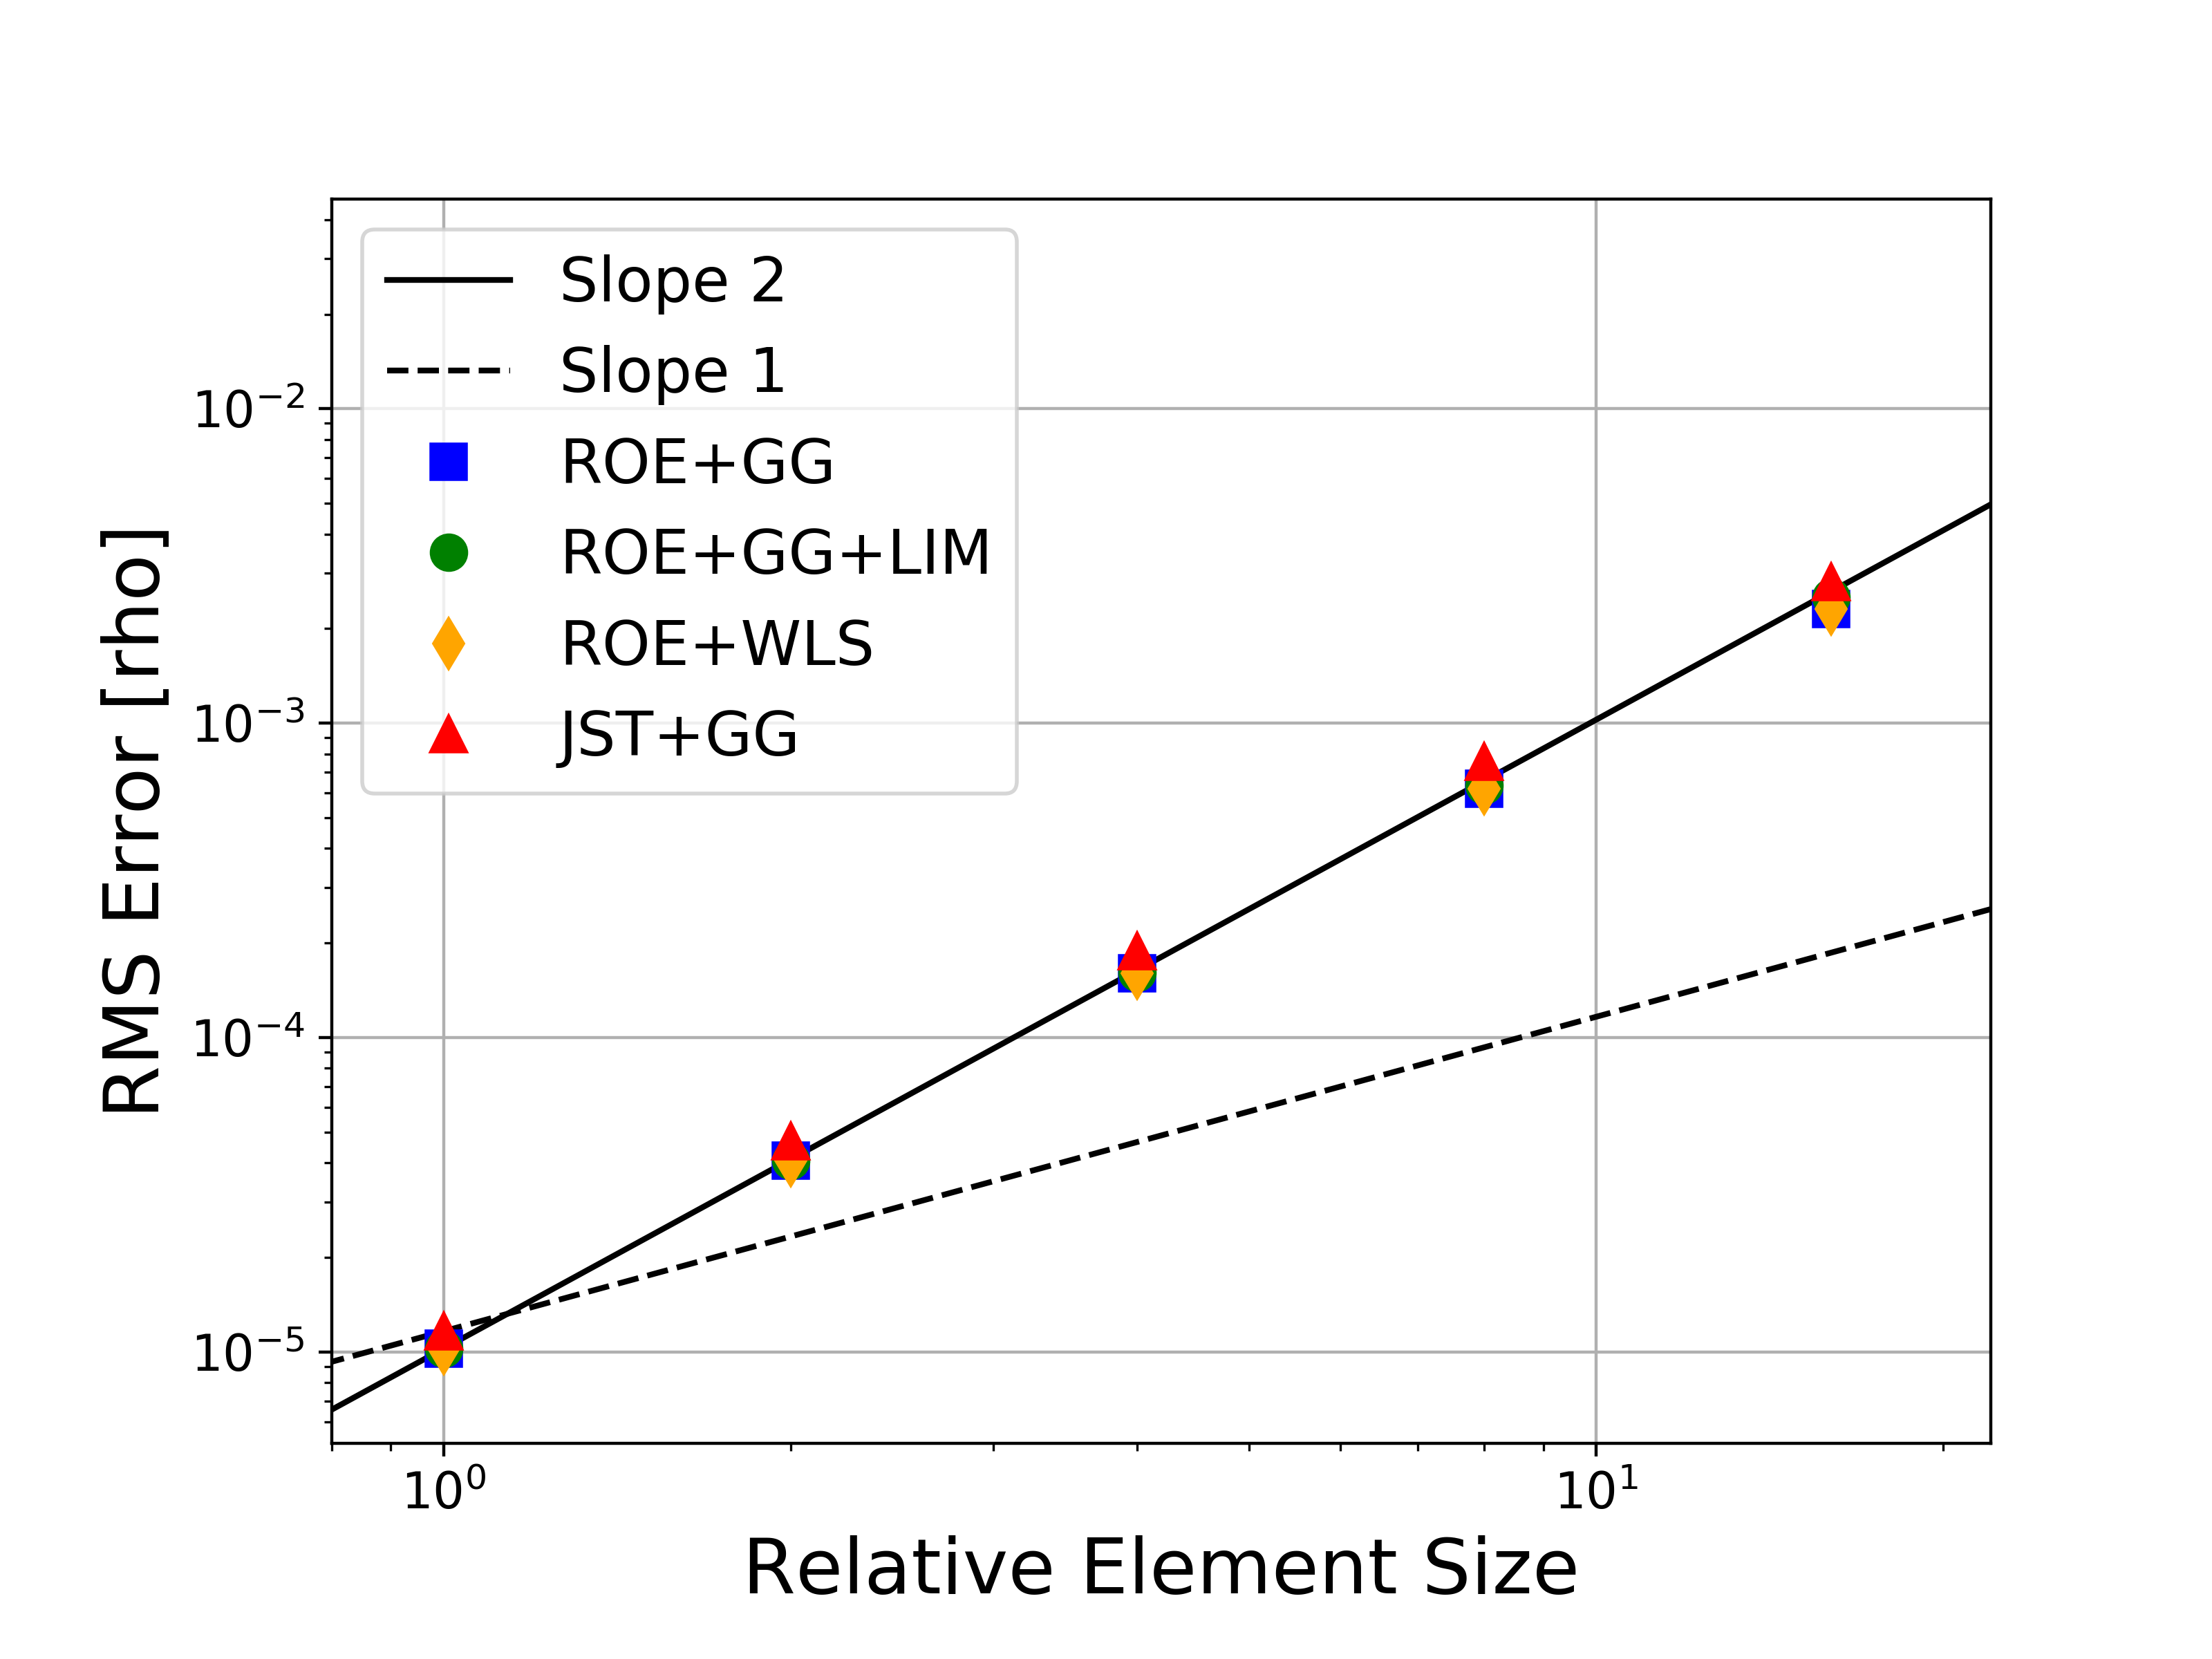 Slope 2
Slope 1
ROE+GG
ROE+GG+LIM
ROE+WLS
JST+GG
RMS Error [rho]
10⁻²
10⁻³
10⁻⁴
10⁻⁵
10⁰ 10¹
Relative Element Size